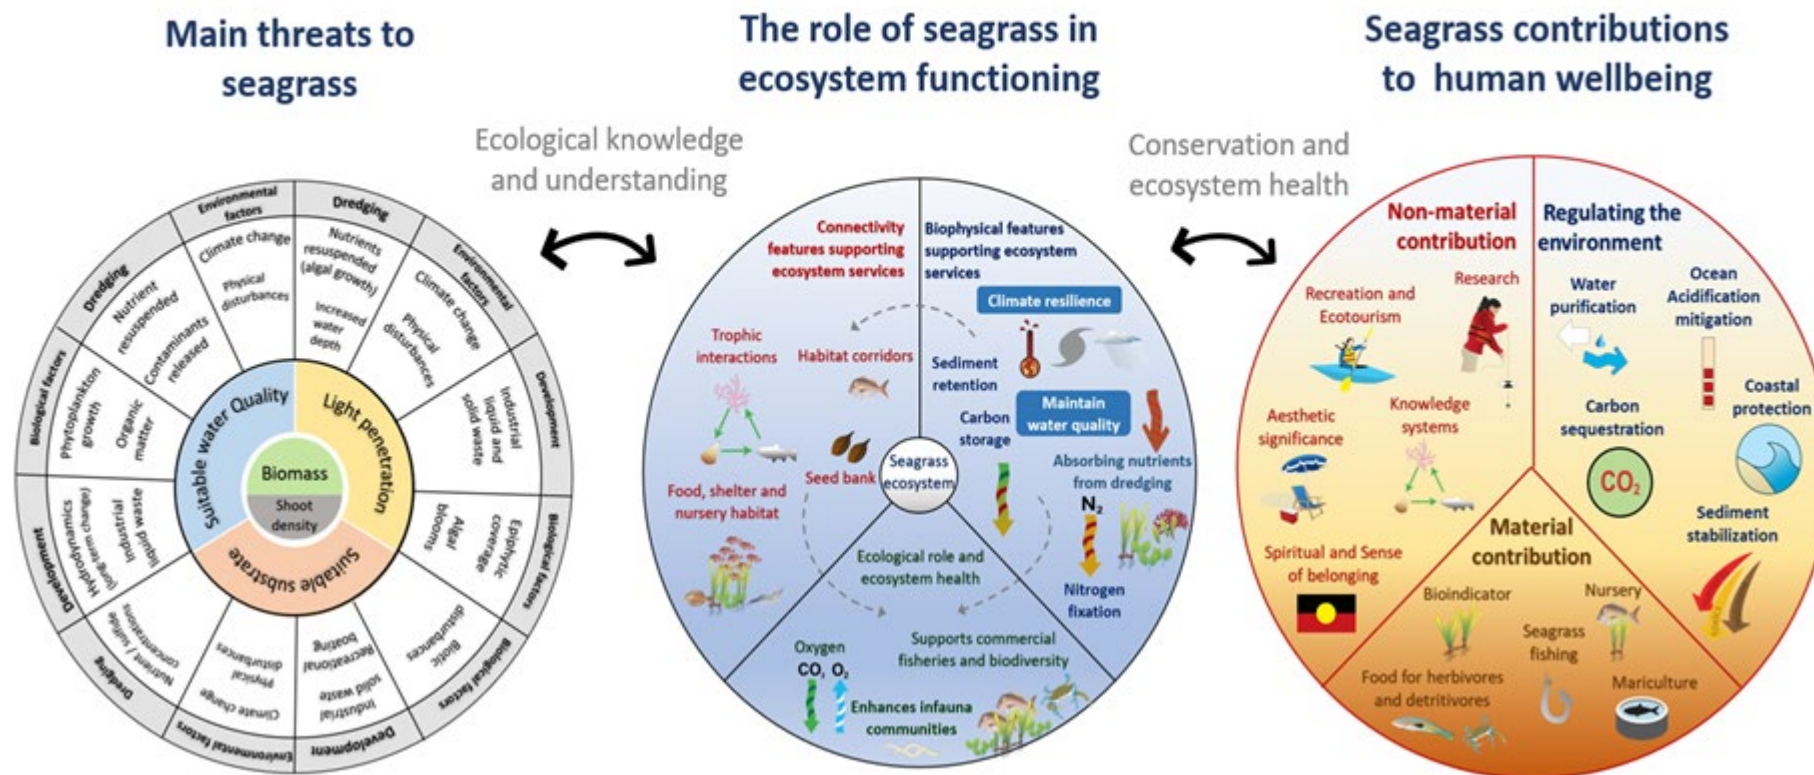 Main threats to
seagrass
The role of seagrass in
ecosystem functioning
Seagrass contributions
to human wellbeing
Ecological knowledge
and understanding
Conservation and
ecosystem health
Environmental
factors
Climate change
Physical
disturbances
Dredging
Nutrients
resuspended
(algal growth)
Increased
water
depth
Environmental
factors
Climate change
Physical
disturbances
Development
Industrial
liquid and
solid waste
Biological factors
Epiphytic
coverage
Algal
blooms
Biological factors
Biotic
disturbances
Development
Recreational
boating
Industrial
solid waste
Environmental factors
Physical
disturbances
Climate change
Dredging
Nutrient / sulfide
concentrations
Development
Hydrodynamics
(long term change)
Industrial
liquid waste
Biological factors
Phytoplankton
growth
Organic
matter
Dredging
Nutrient
resuspended
Contaminants
released
Suitable water Quality
Light penetration
Suitable substrate
Biomass
Shoot
density
Connectivity
features supporting
ecosystem services
Trophic
interactions
Habitat corridors
Seed bank
Food, shelter and
nursery habitat
Biophysical features
supporting ecosystem
services
Climate resilience
Sediment
retention
Maintain
water quality
Carbon
storage
Absorbing nutrients
from dredging
N2
Nitrogen
fixation
Seagrass
ecosystem
Ecological role and
ecosystem health
Oxygen
CO2 O2
Supports commercial
fisheries and biodiversity
Enhances infauna
communities
Non-material
contribution
Research
Recreation and
Ecotourism
Aesthetic
significance
Knowledge
systems
Spiritual and Sense
of belonging
Regulating the
environment
Water
purification
Ocean
Acidification
mitigation
Coastal
protection
Carbon
sequestration
CO2
Sediment
stabilization
Material
contribution
Bioindicator
Nursery
Seagrass
fishing
Food for herbivores
and detritivores
Mariculture